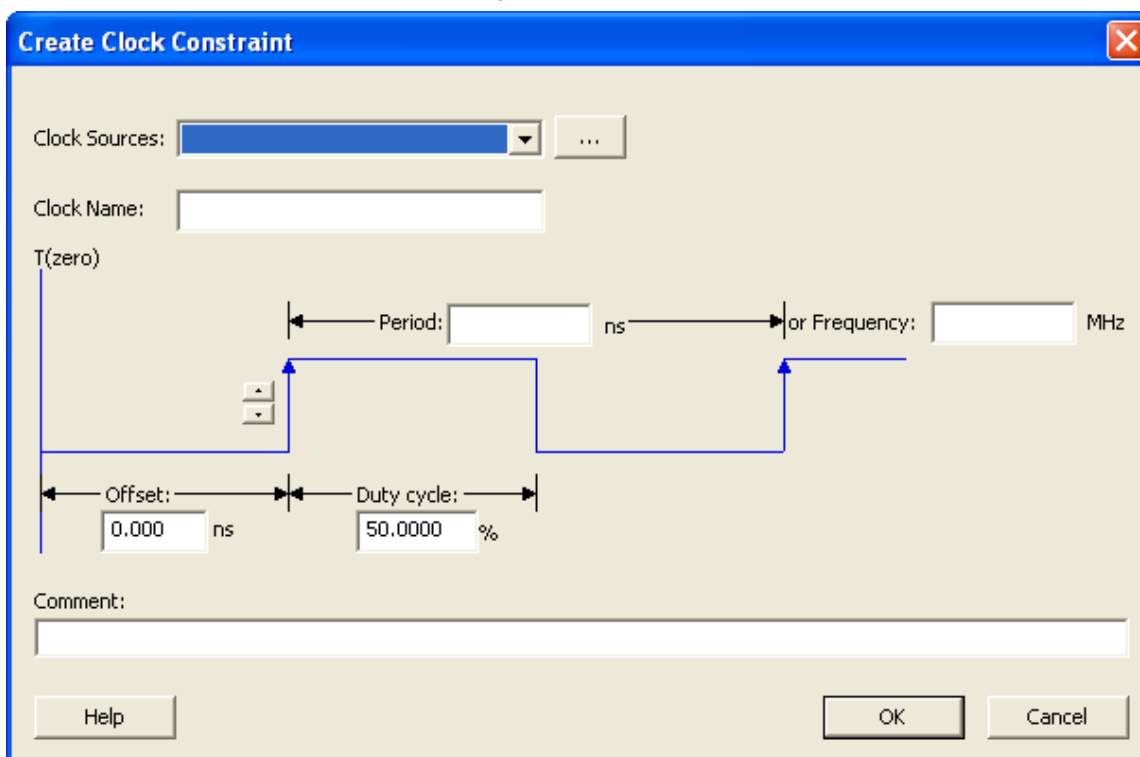 Create Clock Constraint
Clock Sources: ...
Clock Name:
T(zero)
Period: ns or Frequency: MHz
Offset: Duty cycle:
0.000 ns 50.0000 %
Comment:
Help OK Cancel